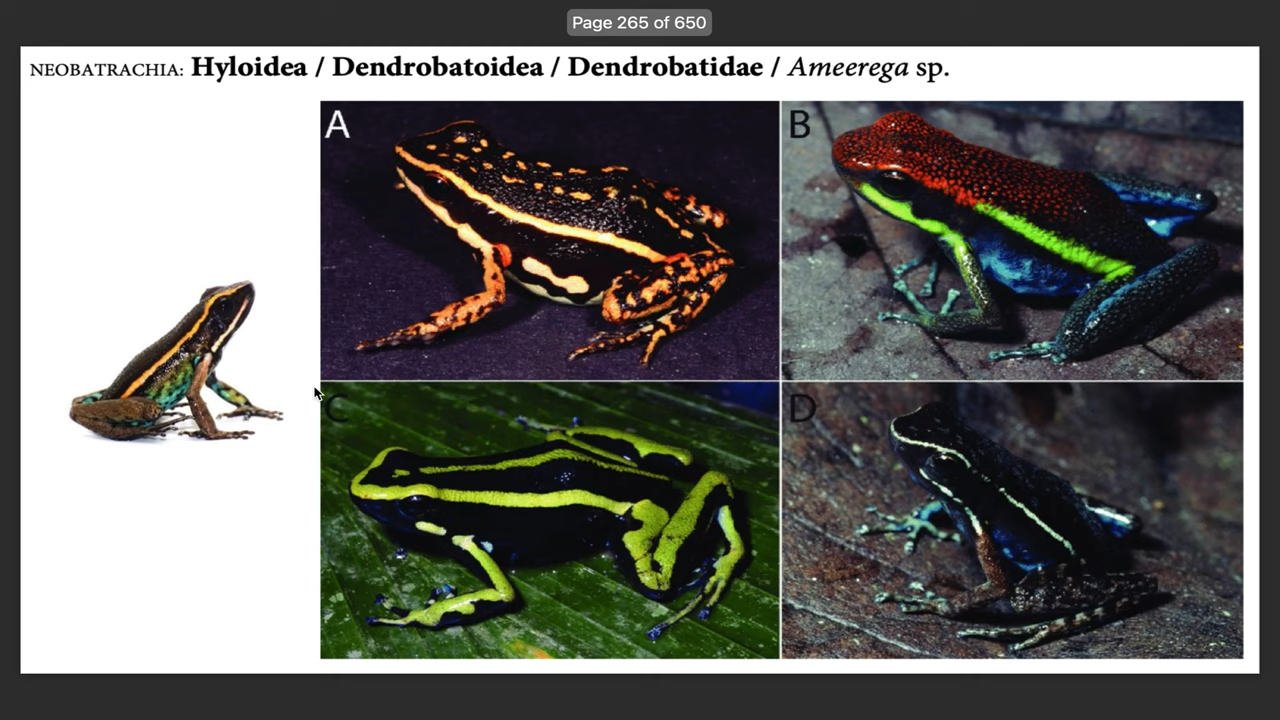 Page 265 of 650
NEOBATRACHIA: Hyloidea / Dendrobatoidea / Dendrobatidae / Ameerega sp.
A
B
C
D